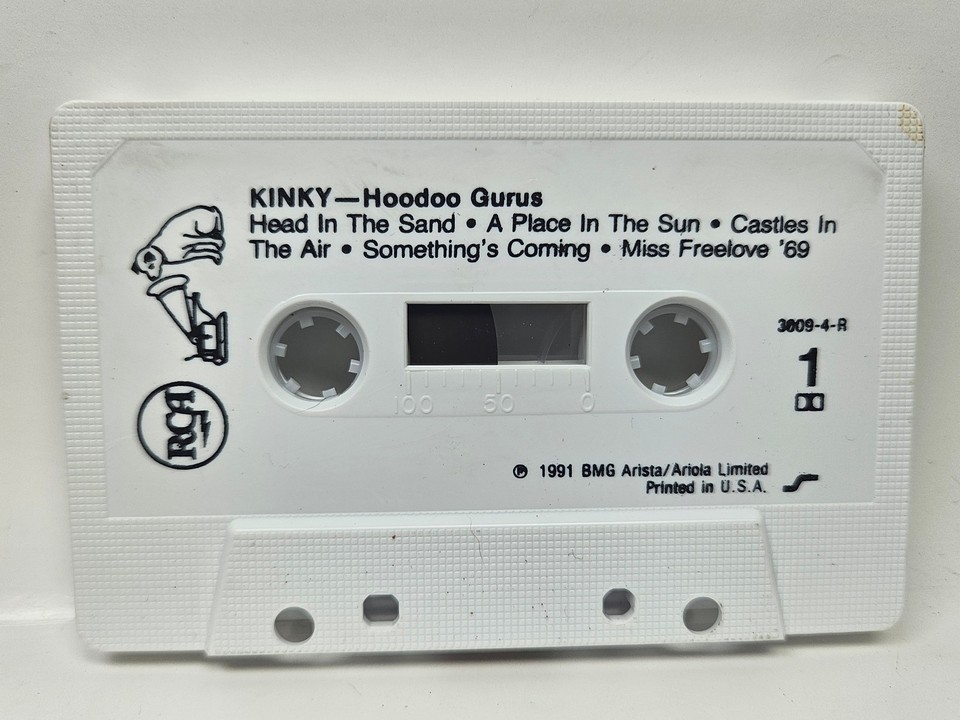 KINKY—Hoodoo Gurus
Head In The Sand • A Place In The Sun • Castles In
The Air • Something's Coming • Miss Freelove '69
3009-4-R
1
100 50 0
RCA
℗ 1991 BMG Arista/Ariola Limited
Printed in U.S.A.